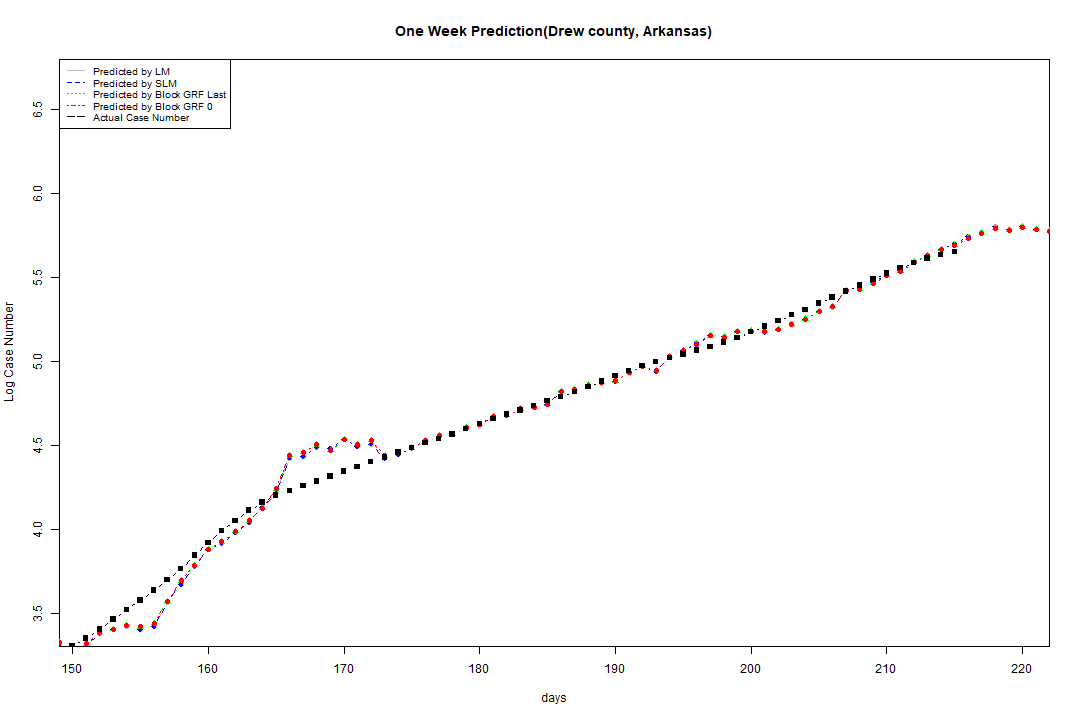 One Week Prediction(Drew county, Arkansas)
Predicted by LM
Predicted by SLM
Predicted by Block GRF Last
Predicted by Block GRF 0
Actual Case Number
6.5
6.0
5.5
5.0
4.5
4.0
3.5
Log Case Number
150 160 170 180 190 200 210 220
days